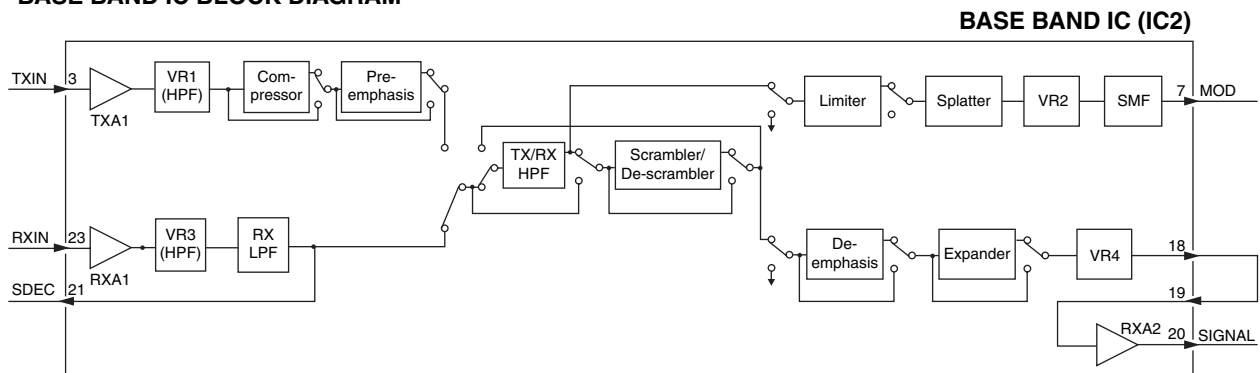 BASE BAND IC BLOCK DIAGRAM
BASE BAND IC (IC2)
TXIN
3
TXA1
VR1
(HPF)
Com-
pressor
Pre-
emphasis
TX/RX
HPF
Scrambler/
De-scrambler
Limiter
Splatter
VR2
SMF
7
MOD
RXIN
23
RXA1
VR3
(HPF)
RX
LPF
SDEC
21
De-
emphasis
Expander
VR4
18
19
RXA2
20
SIGNAL